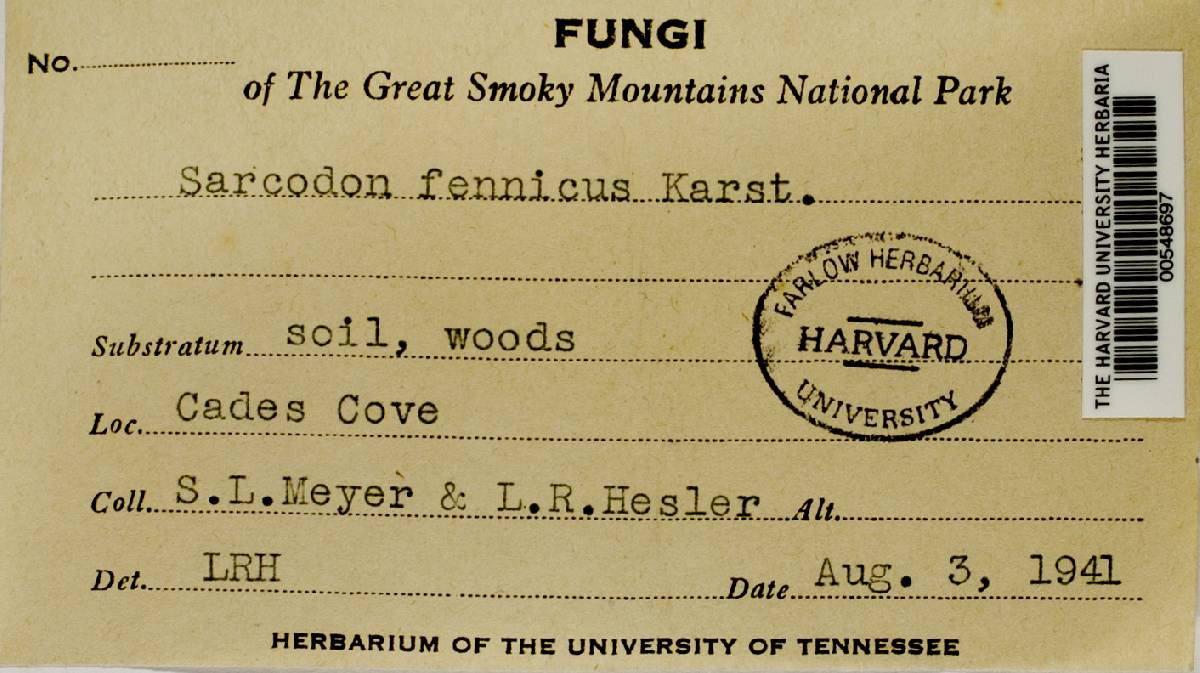 FUNGI
No.
of The Great Smoky Mountains National Park
Sarcodon fennicus Karst.
Substratum soil, woods
Loc. Cades Cove
Coll. S.L.Meyer & L.R.Hesler Alt.
Det. LRH Date Aug. 3, 1941
HERBARIUM OF THE UNIVERSITY OF TENNESSEE
FARLOW HERBARIUM
HARVARD
UNIVERSITY
THE HARVARD UNIVERSITY HERBARIA
00548697